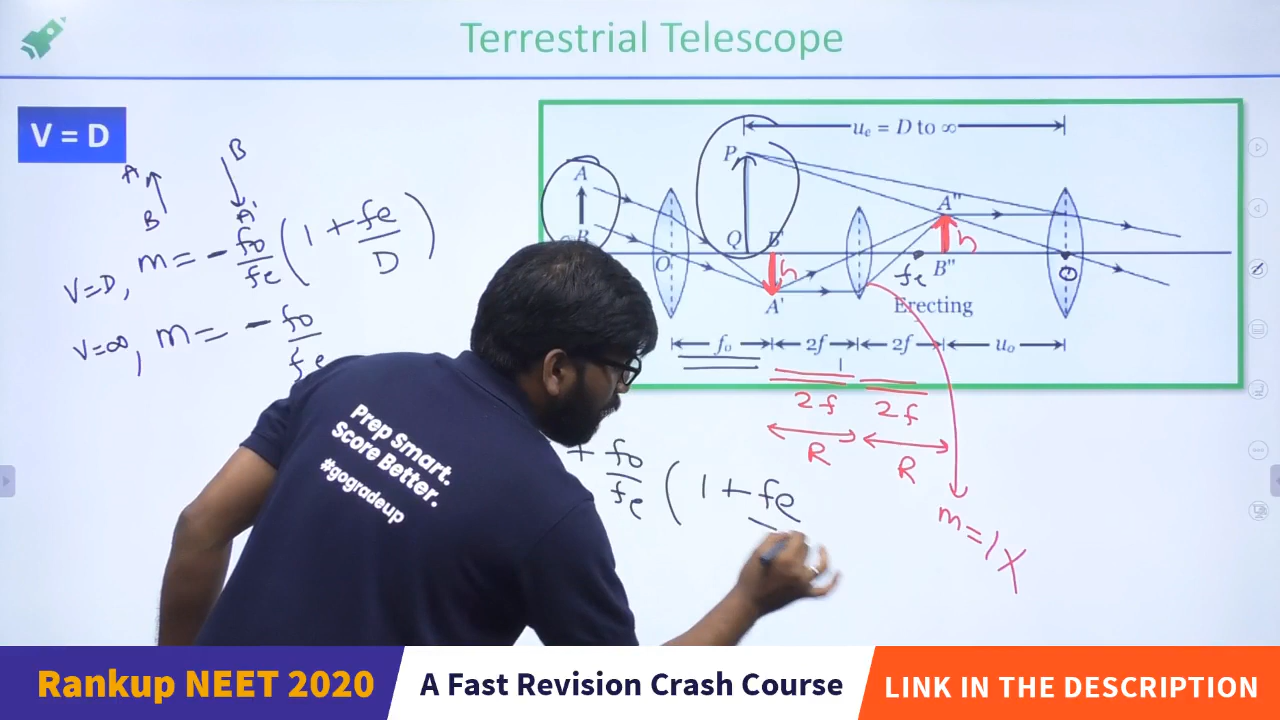 Terrestrial Telescope
V = D
A
B
B
A'
V=D, m = - fo/fe (1 + fe/D)
V=∞, m = - fo/fe
uₑ = D to ∞
P
A
A"
Q
B'
h
h
O
fe
B"
O
A'
Erecting
fₒ
2f
2f
uₒ
2f
2f
R
R
+ fo/fe (1 + fe
m = 1X
Prep Smart.
Score Better.
#gogradeup
Rankup NEET 2020
A Fast Revision Crash Course
LINK IN THE DESCRIPTION